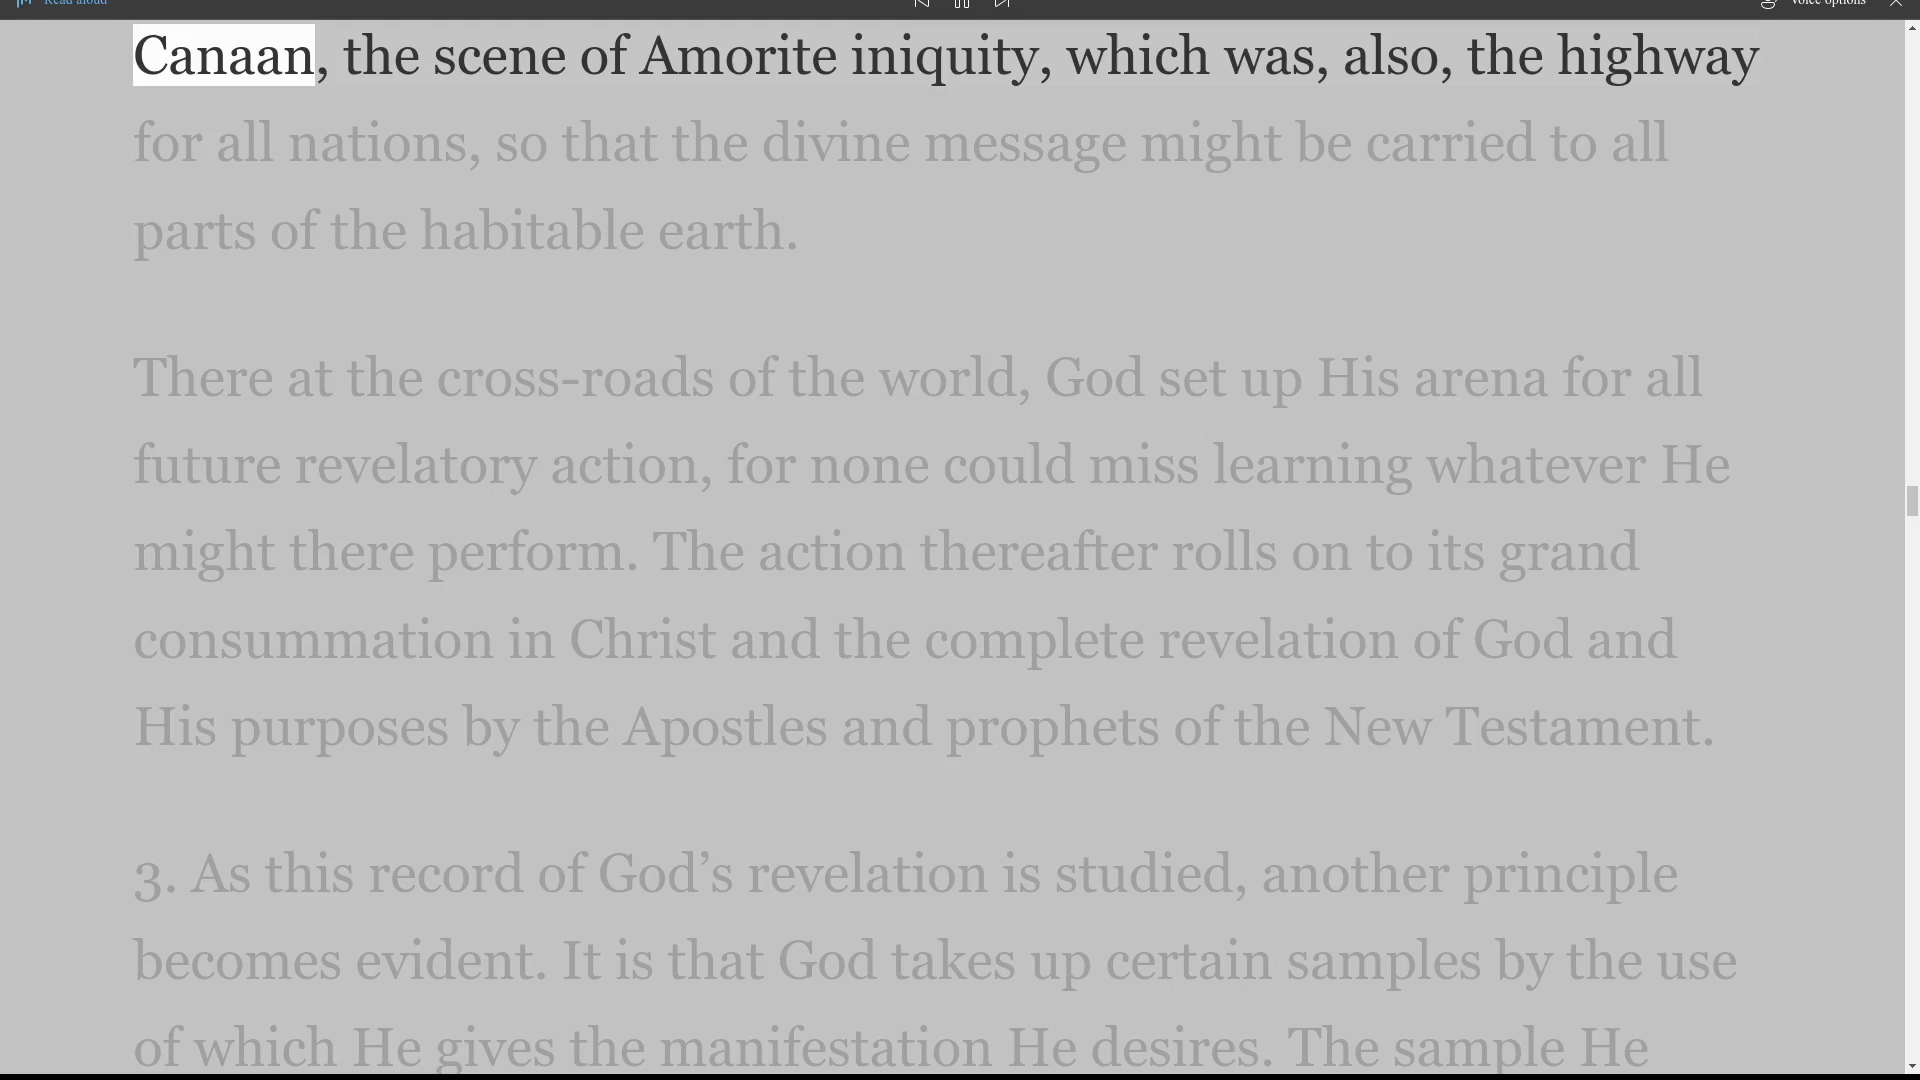 Read aloud
Voice options
Canaan, the scene of Amorite iniquity, which was, also, the highway
for all nations, so that the divine message might be carried to all
parts of the habitable earth.
There at the cross-roads of the world, God set up His arena for all
future revelatory action, for none could miss learning whatever He
might there perform. The action thereafter rolls on to its grand
consummation in Christ and the complete revelation of God and
His purposes by the Apostles and prophets of the New Testament.
3. As this record of God’s revelation is studied, another principle
becomes evident. It is that God takes up certain samples by the use
of which He gives the manifestation He desires. The sample He